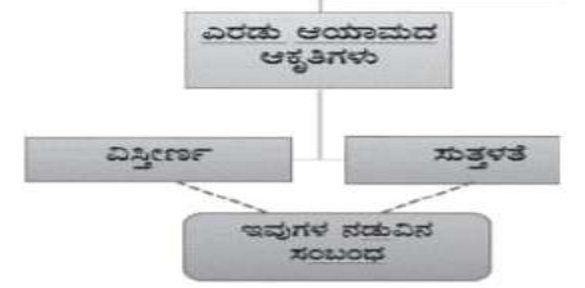 ಎರಡು ಆಯಾಮದ
ಆಕೃತಿಗಳು
ವಿಸ್ತೀರ್ಣ
ಸುತ್ತಳತೆ
ಇವುಗಳ ನಡುವಿನ
ಸಂಬಂಧ